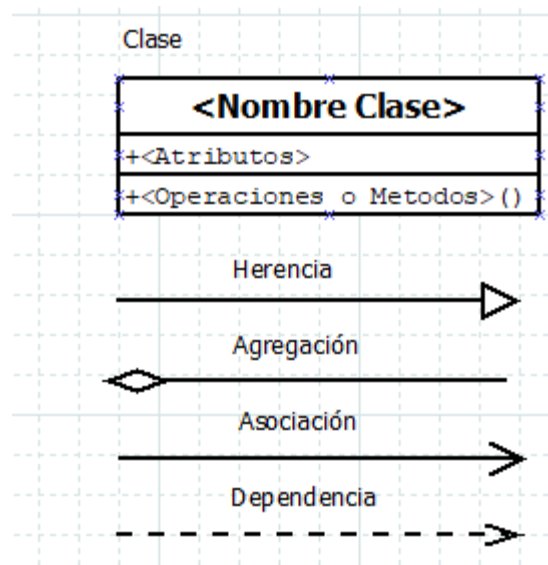 Clase
<Nombre Clase>
+<Atributos>
+<Operaciones o Metodos>()
Herencia
Agregación
Asociación
Dependencia